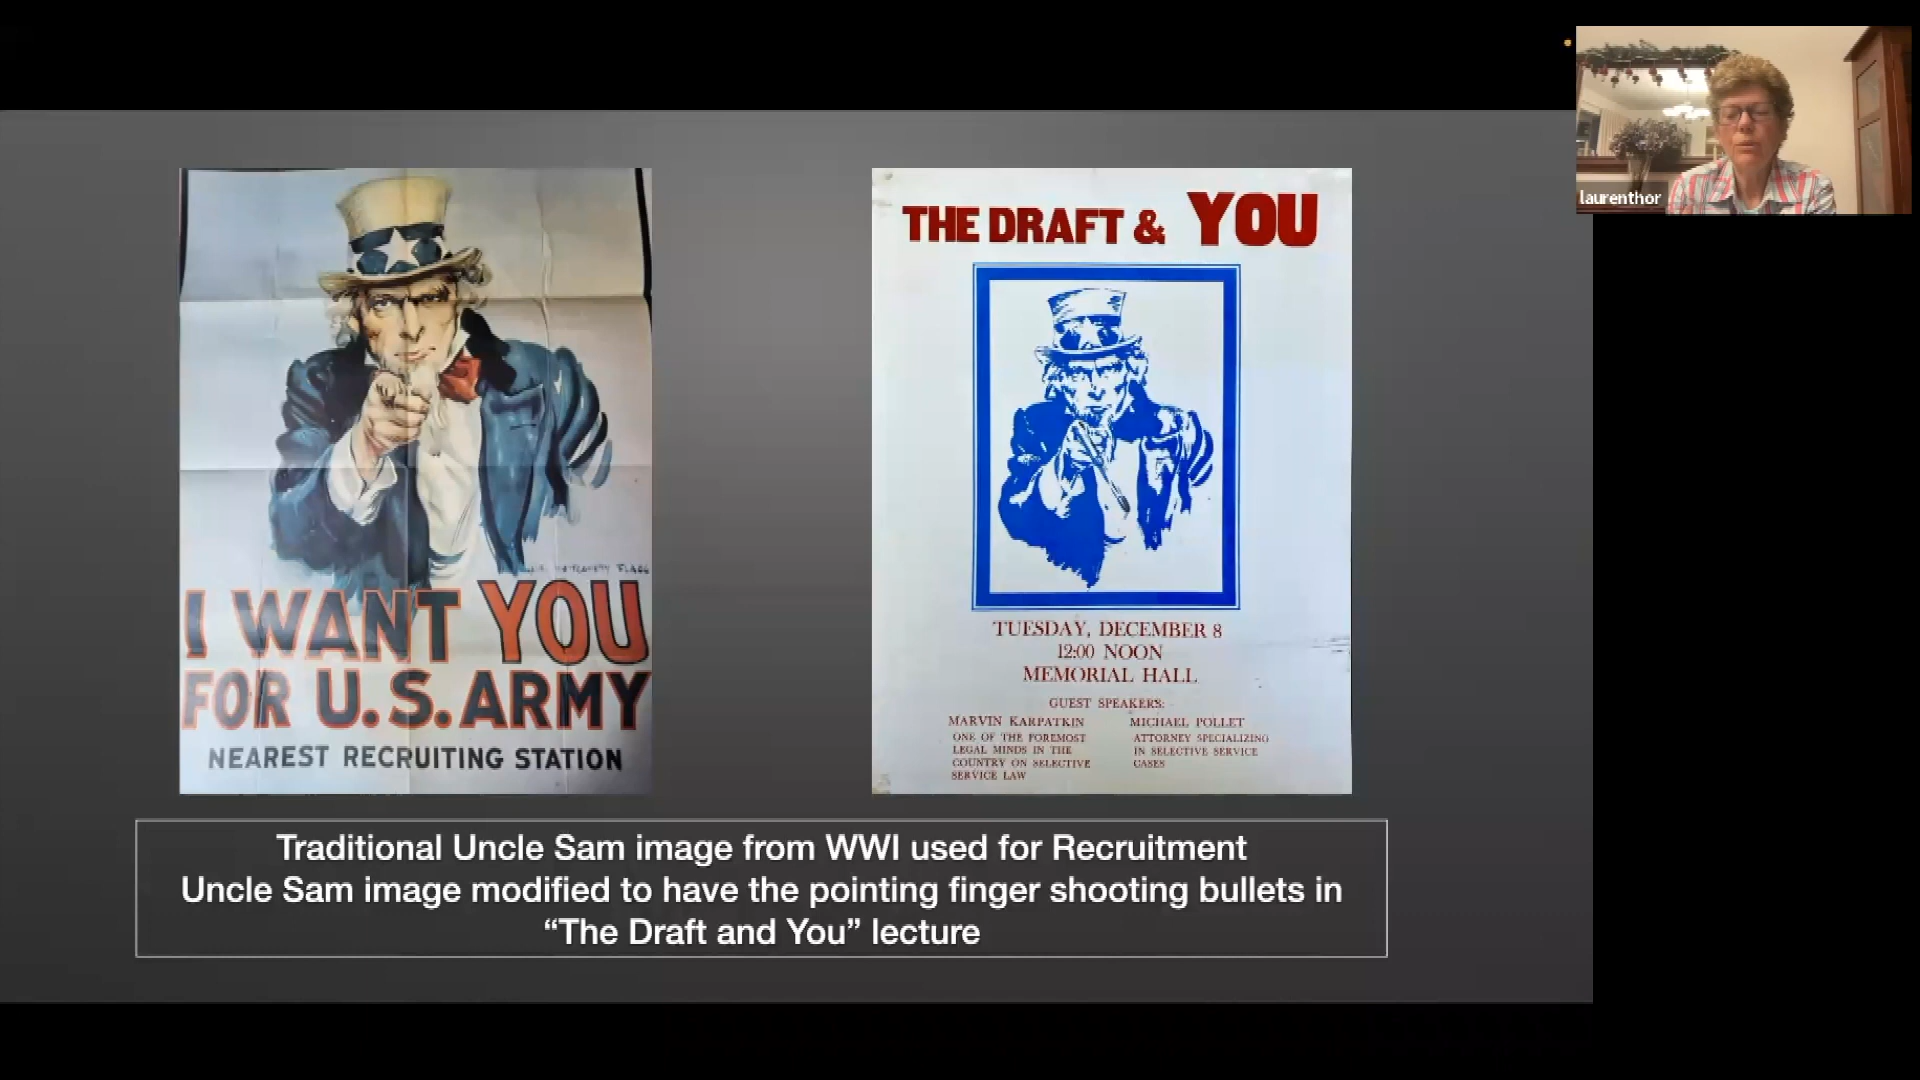 laurenthor
I WANT YOU
FOR U.S. ARMY
NEAREST RECRUITING STATION
THE DRAFT & YOU
TUESDAY, DECEMBER 8
12:00 NOON
MEMORIAL HALL
GUEST SPEAKERS:
MARVIN KARPATKIN
ONE OF THE FOREMOST
LEGAL MINDS IN THE
COUNTRY ON SELECTIVE
SERVICE LAW
MICHAEL POLLET
ATTORNEY SPECIALIZING
IN SELECTIVE SERVICE
CASES
Traditional Uncle Sam image from WWI used for Recruitment
Uncle Sam image modified to have the pointing finger shooting bullets in
“The Draft and You” lecture